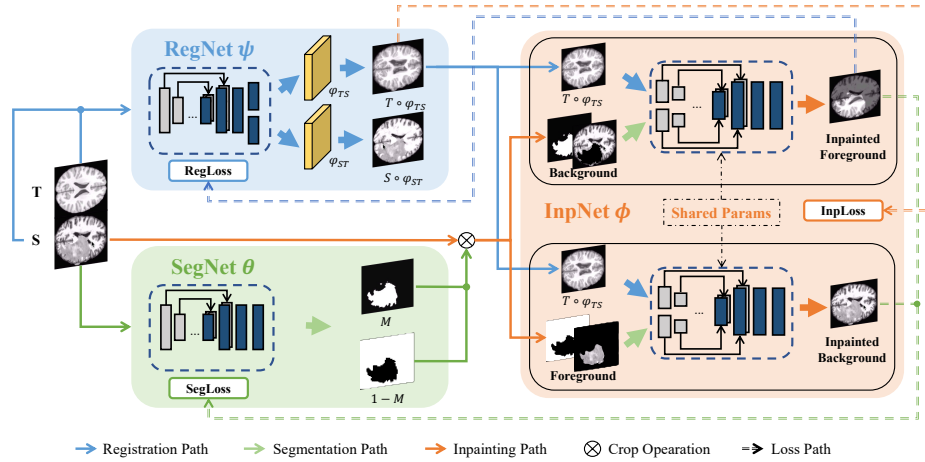 RegNet ψ
φTS
T ∘ φTS
φST
S ∘ φST
RegLoss
T
S
SegNet θ
...
M
1 − M
SegLoss
T ∘ φTS
...
Background
Inpainted
Foreground
InpNet ϕ
Shared Params
InpLoss
T ∘ φTS
...
Foreground
Inpainted
Background
...
Registration Path
Segmentation Path
Inpainting Path
Crop Opearation
Loss Path